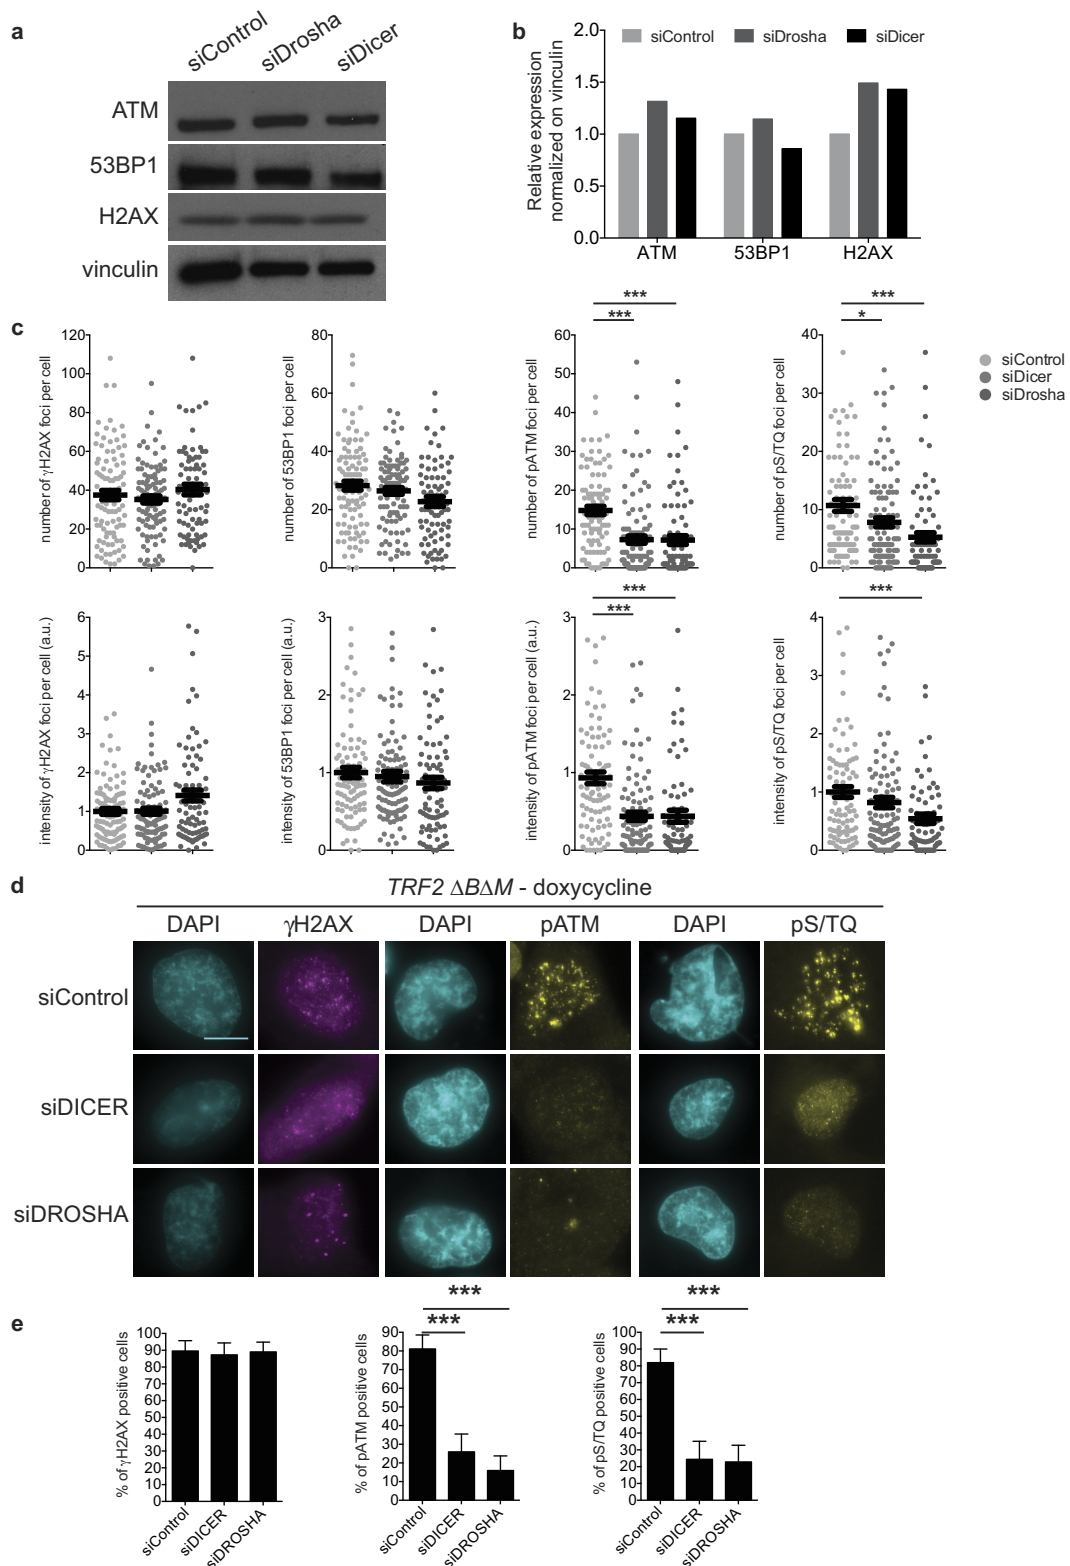 a
siControl
siDrosha
siDicer
ATM
53BP1
H2AX
vinculin
b
siControl siDrosha siDicer
Relative expression
normalized on vinculin
2.0
1.5
1.0
0.5
0.0
ATM 53BP1 H2AX
c
number of γH2AX foci per cell
120
100
80
60
40
20
0
number of 53BP1 foci per cell
80
60
40
20
0
number of pATM foci per cell
60
50
40
30
20
10
0
***
***
number of pS/TQ foci per cell
40
30
20
10
0
***
*
siControl
siDicer
siDrosha
intensity of γH2AX foci per cell (a.u.)
6
5
4
3
2
1
0
intensity of 53BP1 foci per cell (a.u.)
3
2
1
0
intensity of pATM foci per cell (a.u.)
3
2
1
0
***
***
intensity of pS/TQ foci per cell
4
3
2
1
0
***
d
TRF2 ΔBΔM - doxycycline
DAPI γH2AX DAPI pATM DAPI pS/TQ
siControl
siDICER
siDROSHA
e
% of γH2AX positive cells
100
90
80
70
60
50
40
30
20
10
0
siControl
siDICER
siDROSHA
% of pATM positive cells
90
80
70
60
50
40
30
20
10
0
***
***
siControl
siDICER
siDROSHA
% of pS/TQ positive cells
100
90
80
70
60
50
40
30
20
10
0
***
***
siControl
siDICER
siDROSHA